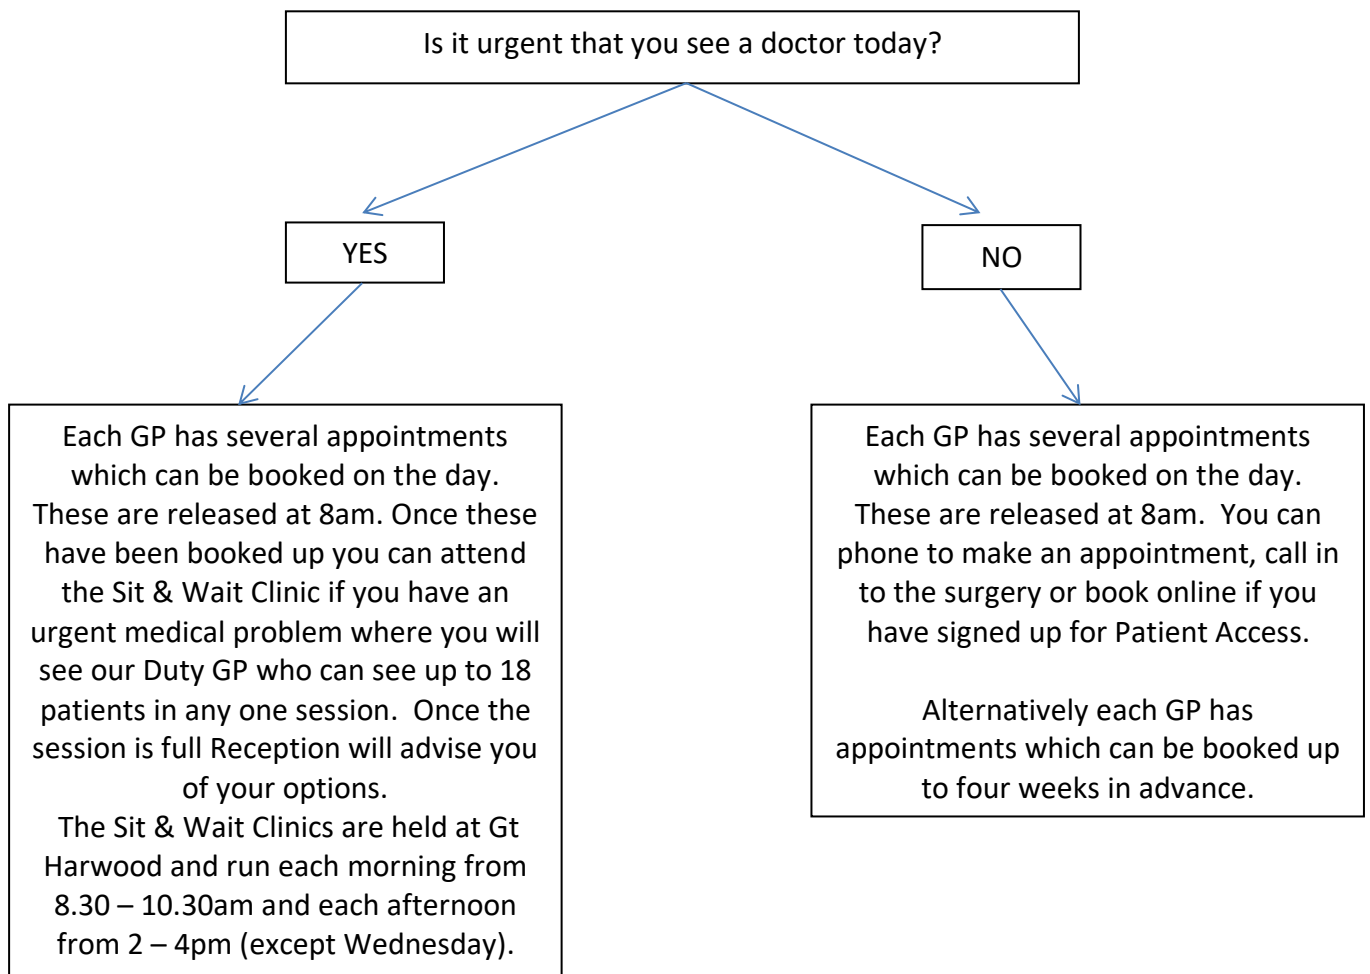 Is it urgent that you see a doctor today?
YES
NO
Each GP has several appointments
which can be booked on the day.
These are released at 8am. Once these
have been booked up you can attend
the Sit & Wait Clinic if you have an
urgent medical problem where you will
see our Duty GP who can see up to 18
patients in any one session.  Once the
session is full Reception will advise you
of your options.
The Sit & Wait Clinics are held at Gt
Harwood and run each morning from
8.30 – 10.30am and each afternoon
from 2 – 4pm (except Wednesday).
Each GP has several appointments
which can be booked on the day.
These are released at 8am.  You can
phone to make an appointment, call in
to the surgery or book online if you
have signed up for Patient Access.
Alternatively each GP has
appointments which can be booked up
to four weeks in advance.